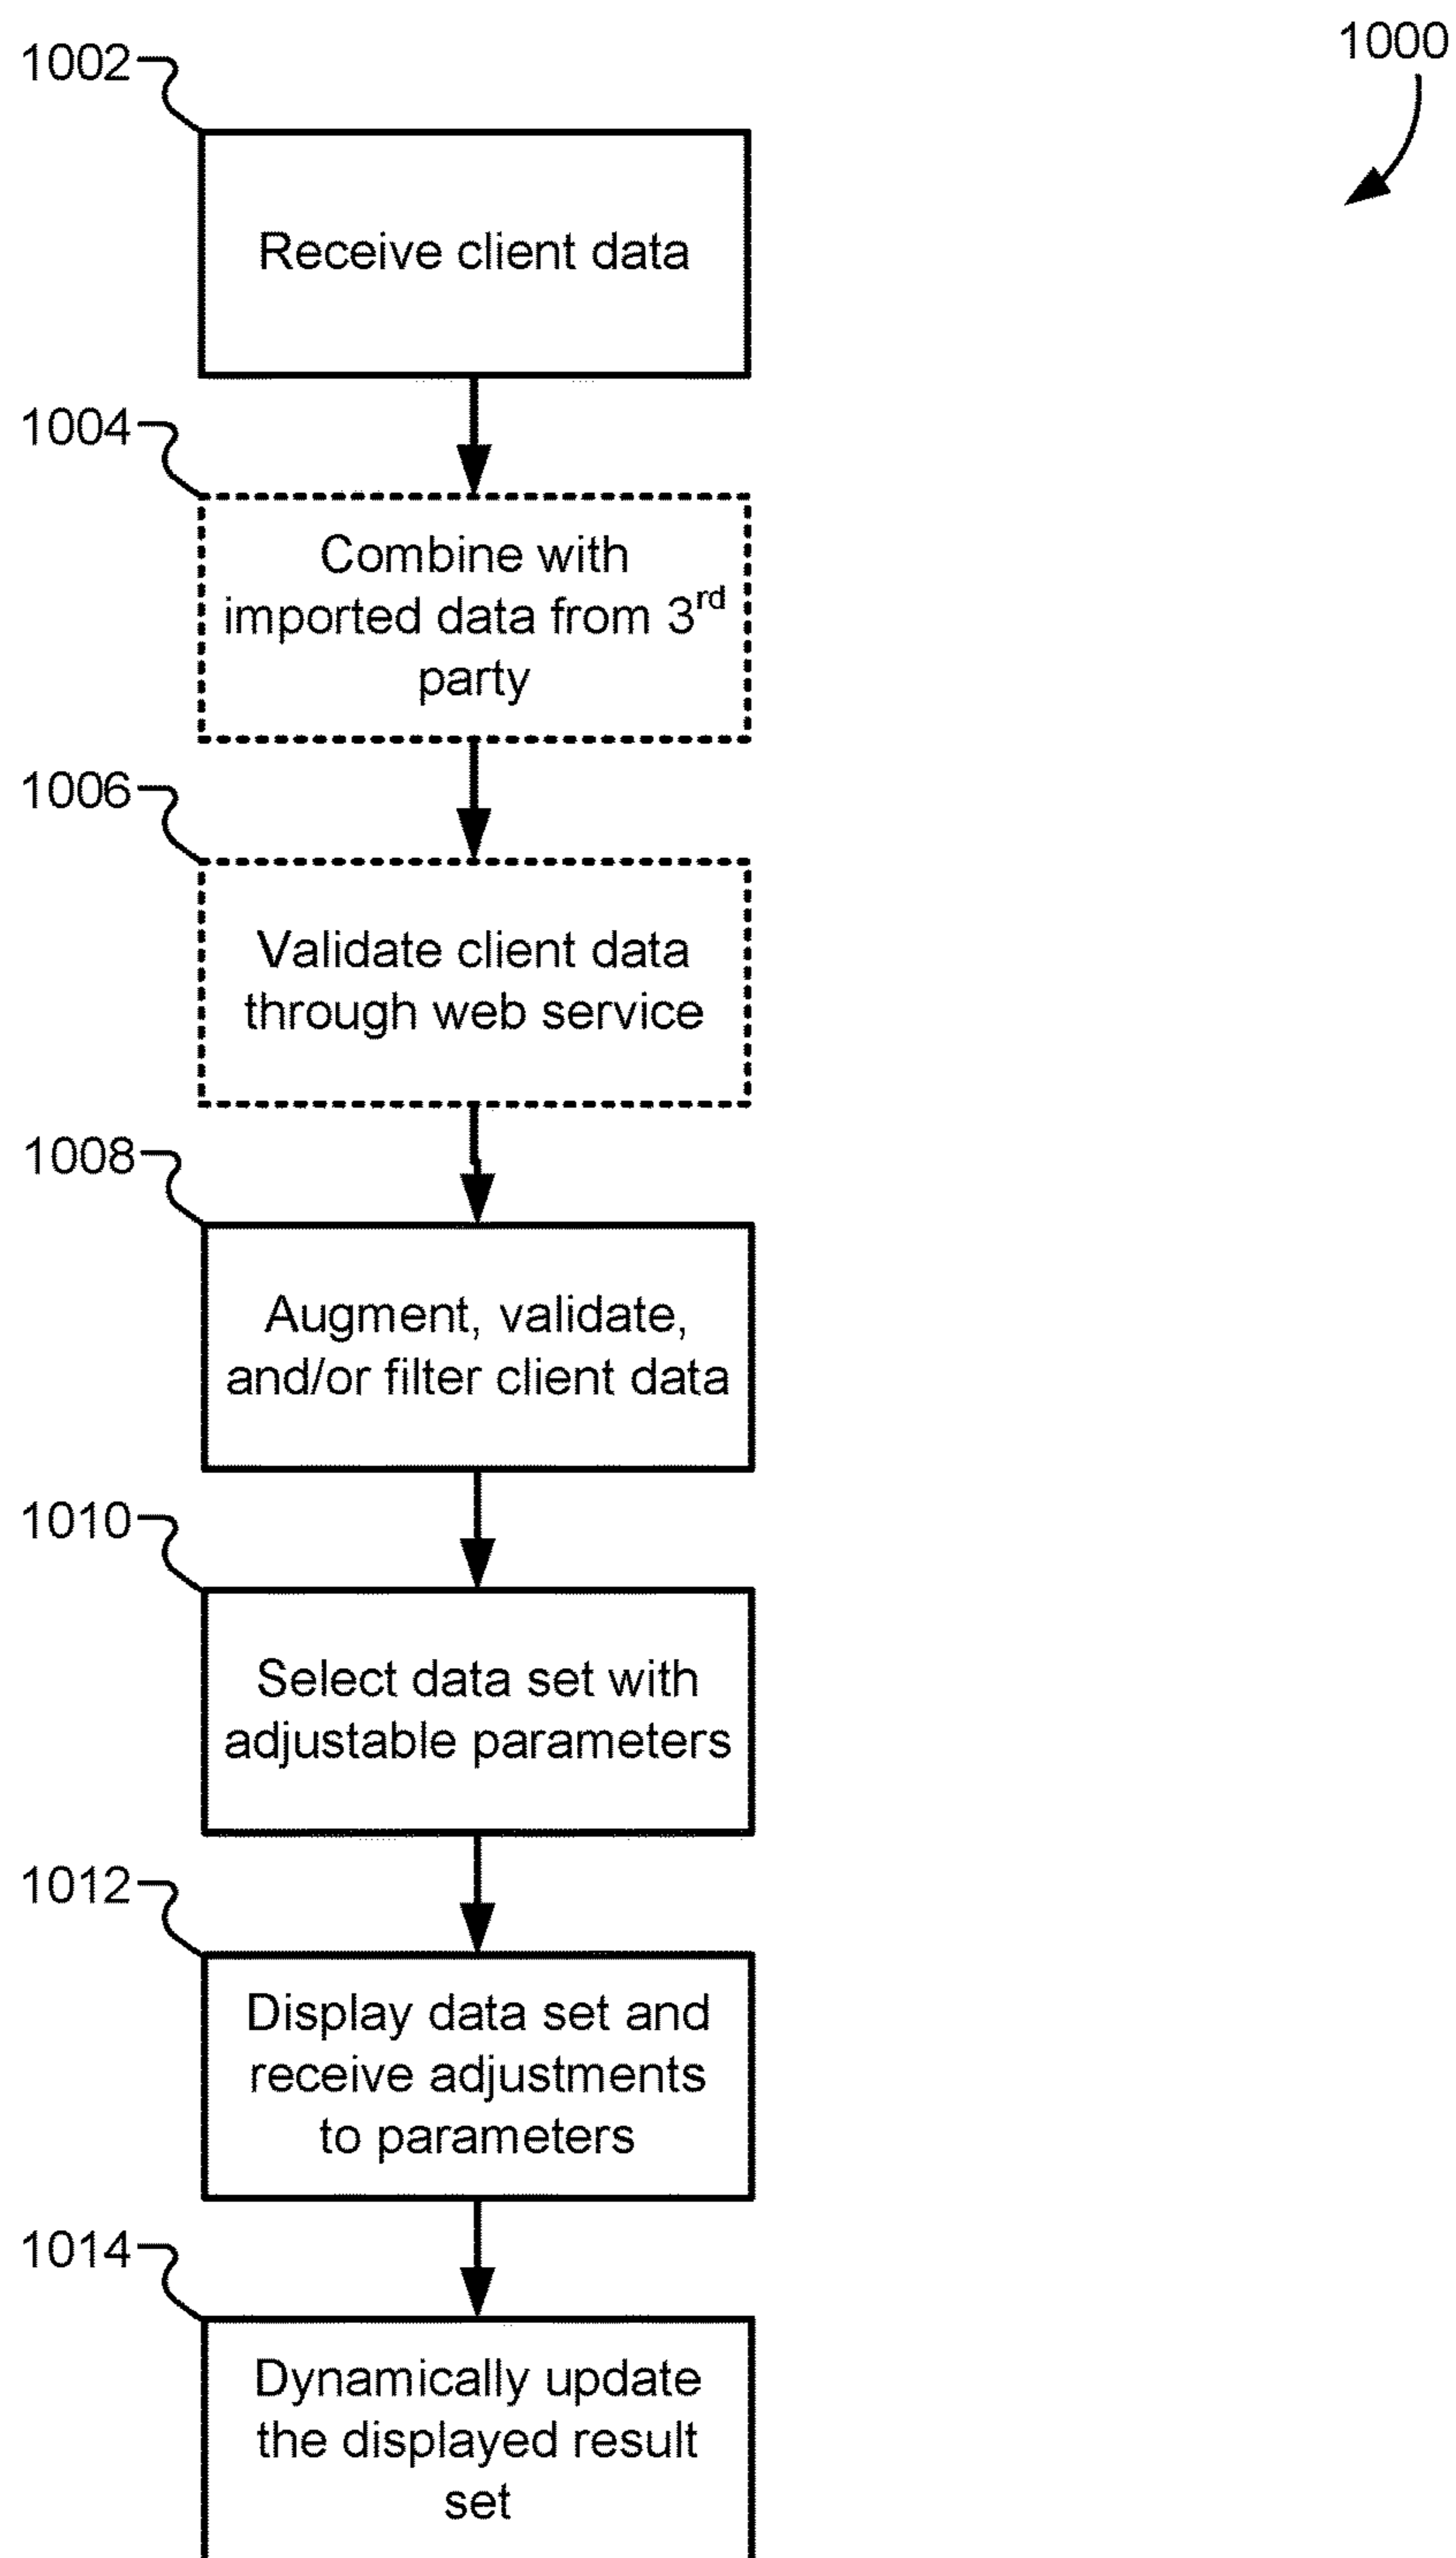 1000
1002
Receive client data
1004
Combine with
imported data from 3rd
party
1006
Validate client data
through web service
1008
Augment, validate,
and/or filter client data
1010
Select data set with
adjustable parameters
1012
Display data set and
receive adjustments
to parameters
1014
Dynamically update
the displayed result
set